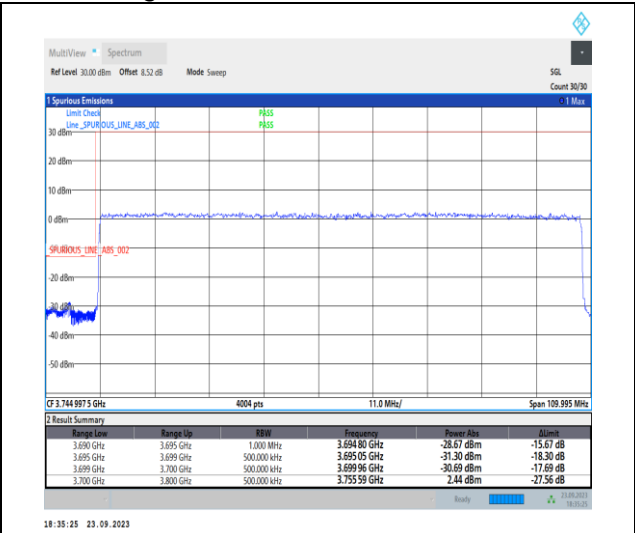 MultiView Spectrum
Ref Level 30.00 dBm Offset 8.52 dB Mode Sweep SGL
Count 30/30
1 Spurious Emissions 1 Max
Limit Check PASS
Line _SPURIOUS_LINE_ABS_002 PASS
30 dBm
20 dBm
10 dBm
0 dBm
_SPURIOUS_LINE_ABS_002
-20 dBm
-30 dBm
-40 dBm
-50 dBm
CF 3.744 997 5 GHz 4004 pts 11.0 MHz/ Span 109.995 MHz
2 Result Summary
Range Low Range Up RBW Frequency Power Abs ΔLimit
3.690 GHz 3.695 GHz 1.000 MHz 3.694 80 GHz -28.67 dBm -15.67 dB
3.695 GHz 3.699 GHz 500.000 kHz 3.695 05 GHz -31.30 dBm -18.30 dB
3.699 GHz 3.700 GHz 500.000 kHz 3.699 96 GHz -30.69 dBm -17.69 dB
3.700 GHz 3.800 GHz 500.000 kHz 3.755 59 GHz 2.44 dBm -27.56 dB
Ready 23.09.2023
18:35:25
18:35:25 23.09.2023